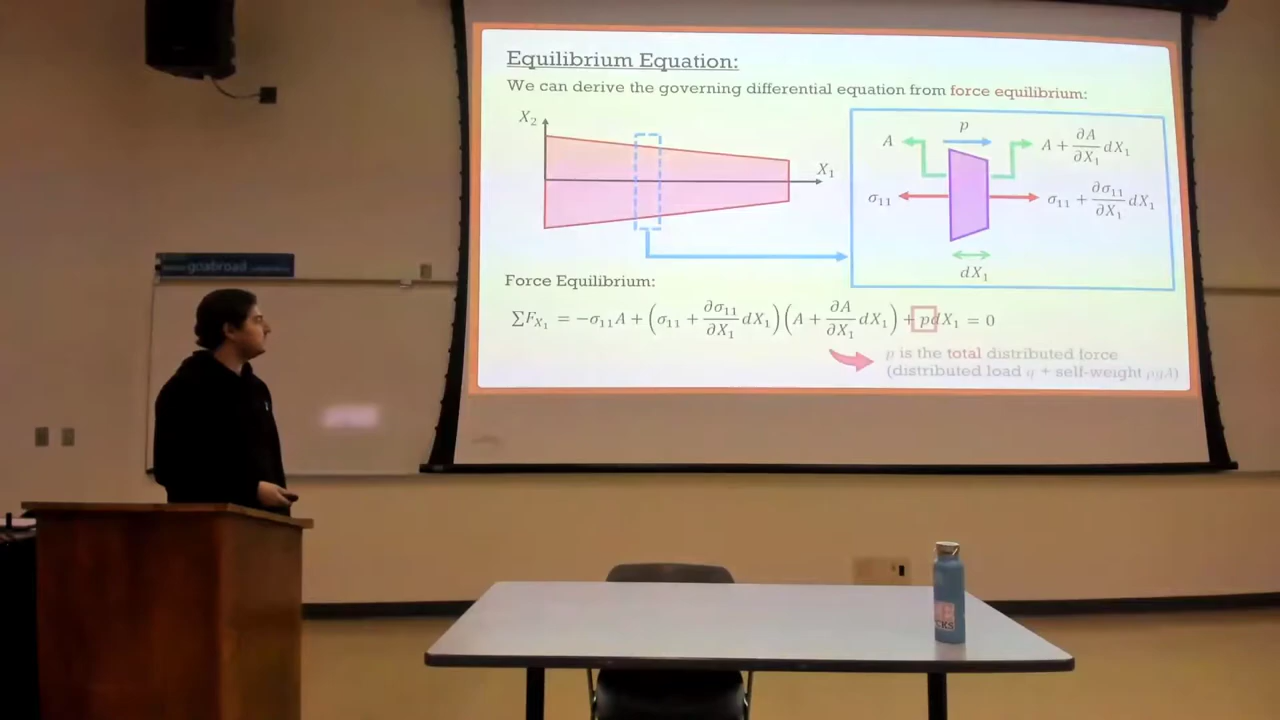 Equilibrium Equation:
We can derive the governing differential equation from force equilibrium:
X₂
X₁
A
p
A + ∂A/∂X₁ dX₁
σ₁₁
σ₁₁ + ∂σ₁₁/∂X₁ dX₁
dX₁
Force Equilibrium:
∑F_X₁ = −σ₁₁A + (σ₁₁ + ∂σ₁₁/∂X₁ dX₁)(A + ∂A/∂X₁ dX₁) + pdX₁ = 0
p is the total distributed force
(distributed load q + self-weight ρgA)
goabroad
CKS